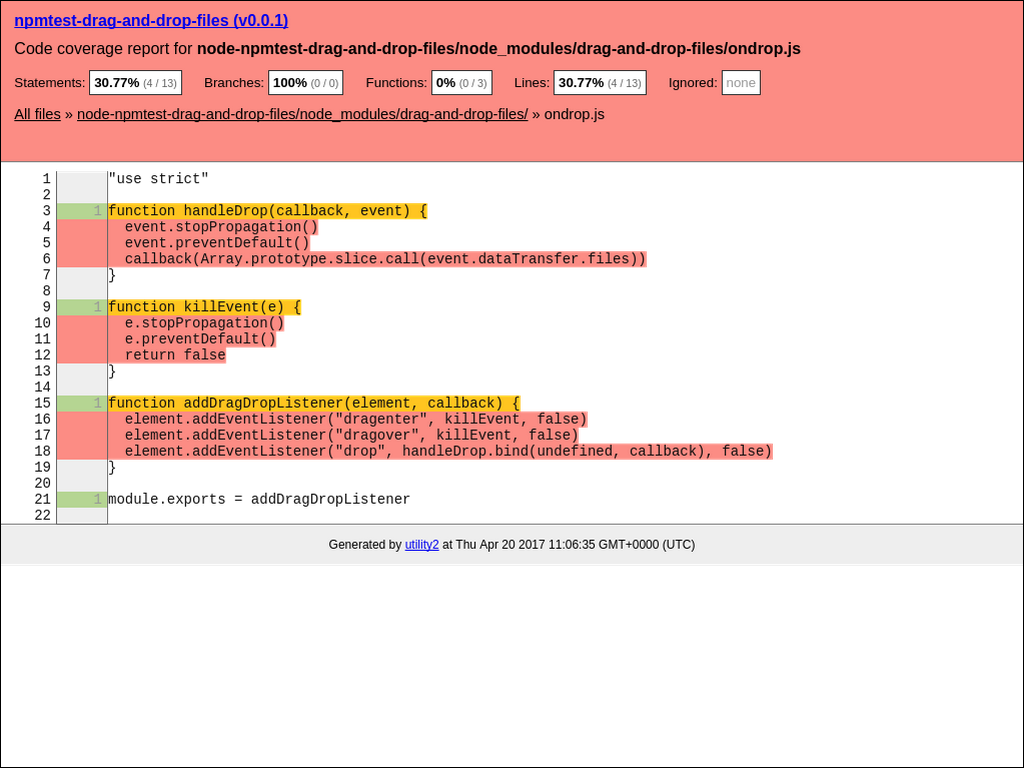 npmtest-drag-and-drop-files (v0.0.1)
Code coverage report for node-npmtest-drag-and-drop-files/node_modules/drag-and-drop-files/ondrop.js
Statements: 30.77% (4 / 13) Branches: 100% (0 / 0) Functions: 0% (0 / 3) Lines: 30.77% (4 / 13) Ignored: none
All files » node-npmtest-drag-and-drop-files/node_modules/drag-and-drop-files/ » ondrop.js
1 "use strict"
2
3 1 function handleDrop(callback, event) {
4   event.stopPropagation()
5   event.preventDefault()
6   callback(Array.prototype.slice.call(event.dataTransfer.files))
7 }
8
9 1 function killEvent(e) {
10   e.stopPropagation()
11   e.preventDefault()
12   return false
13 }
14
15 1 function addDragDropListener(element, callback) {
16   element.addEventListener("dragenter", killEvent, false)
17   element.addEventListener("dragover", killEvent, false)
18   element.addEventListener("drop", handleDrop.bind(undefined, callback), false)
19 }
20
21 1 module.exports = addDragDropListener
22
Generated by utility2 at Thu Apr 20 2017 11:06:35 GMT+0000 (UTC)